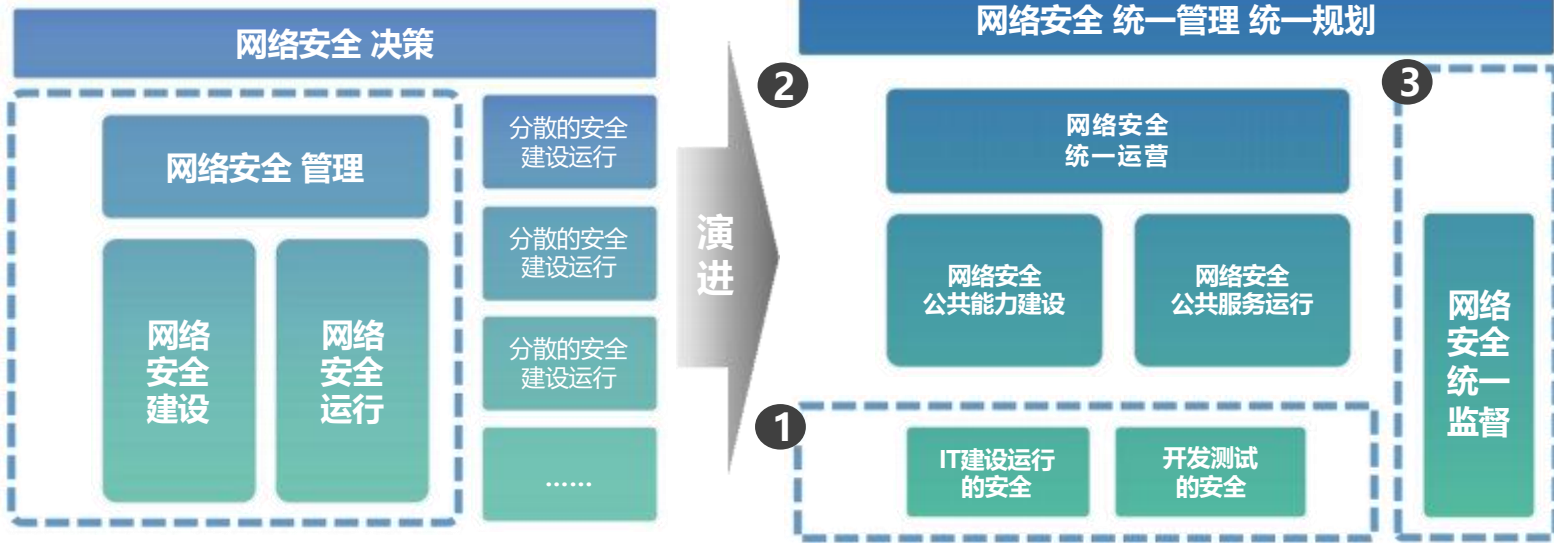 网络安全 决策
网络安全 管理
网络
安全
建设
网络
安全
运行
分散的安全
建设运行
分散的安全
建设运行
分散的安全
建设运行
……
演
进
网络安全 统一管理 统一规划
2
网络安全
统一运营
网络安全
公共能力建设
网络安全
公共服务运行
1
IT建设运行
的安全
开发测试
的安全
3
网络
安全
统一
监督